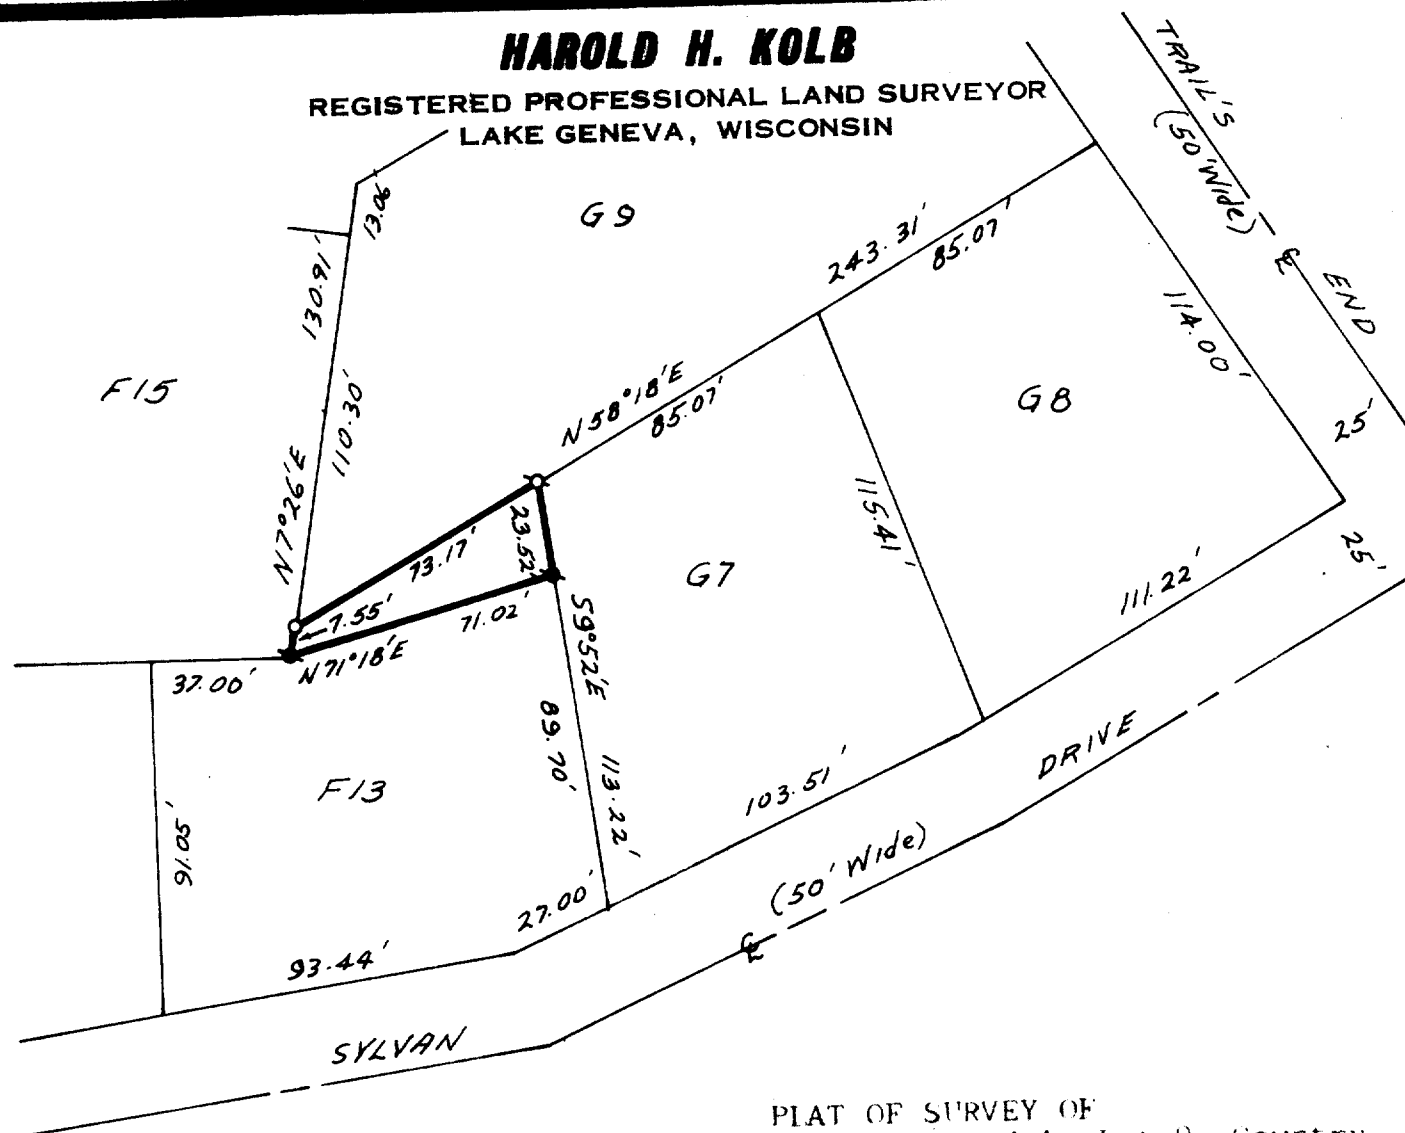 HAROLD H. KOLB
REGISTERED PROFESSIONAL LAND SURVEYOR
LAKE GENEVA, WISCONSIN
TRAIL'S
(50' Wide)
℄
END
13.06'
G9
243.31'
85.07'
130.91'
110.30'
N7°26'E
F15
N58°18'E
85.07'
114.00'
G8
25'
25'
115.41'
73.17'
23.52'
7.55'
71.02'
N71°18'E
G7
S9°52'E
111.22'
37.00'
89.70'
113.22'
F13
91.05'
103.51'
DRIVE
(50' Wide)
27.00'
℄
93.44'
SYLVAN
PLAT OF SURVEY OF